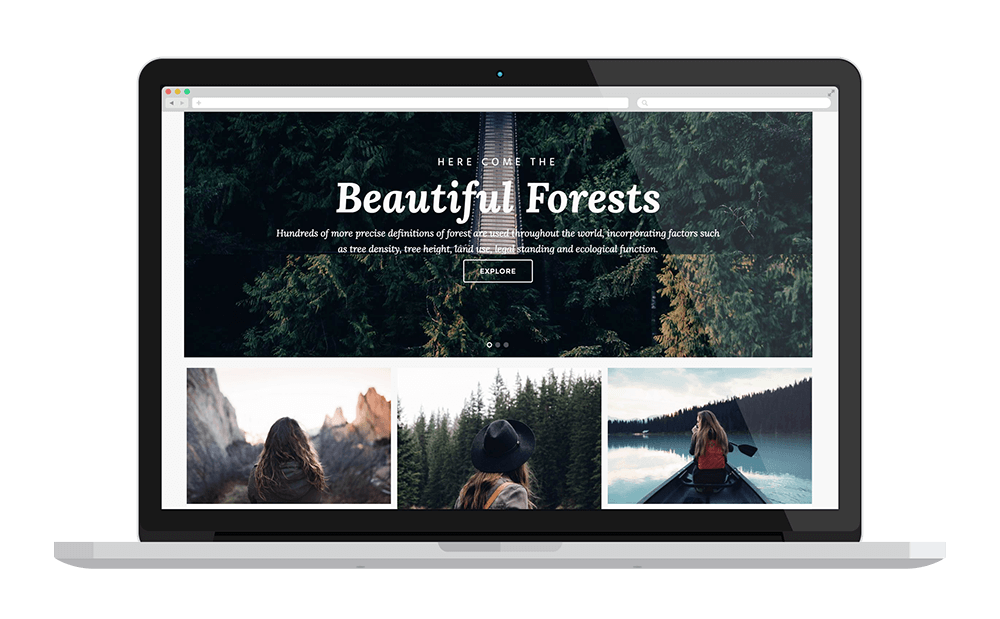 HERE COME THE
Beautiful Forests
Hundreds of more precise definitions of forest are used throughout the world, incorporating factors such
as tree density, tree height, land use, legal standing and ecological function.
EXPLORE